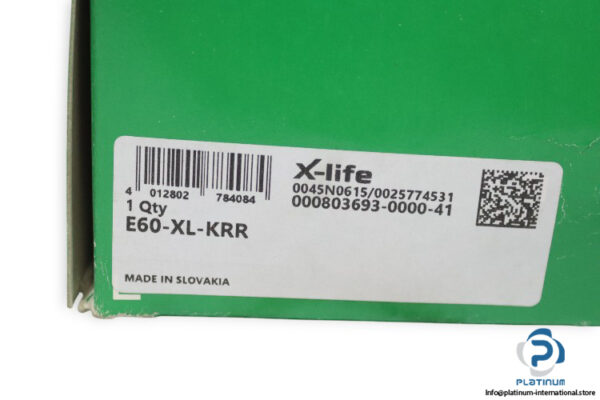 4 012802 784084
1 Qty
E60-XL-KRR
MADE IN SLOVAKIA
X-life
0045N0615/0025774531
000803693-0000-41
PLATINUM
Info@platinum-international.store